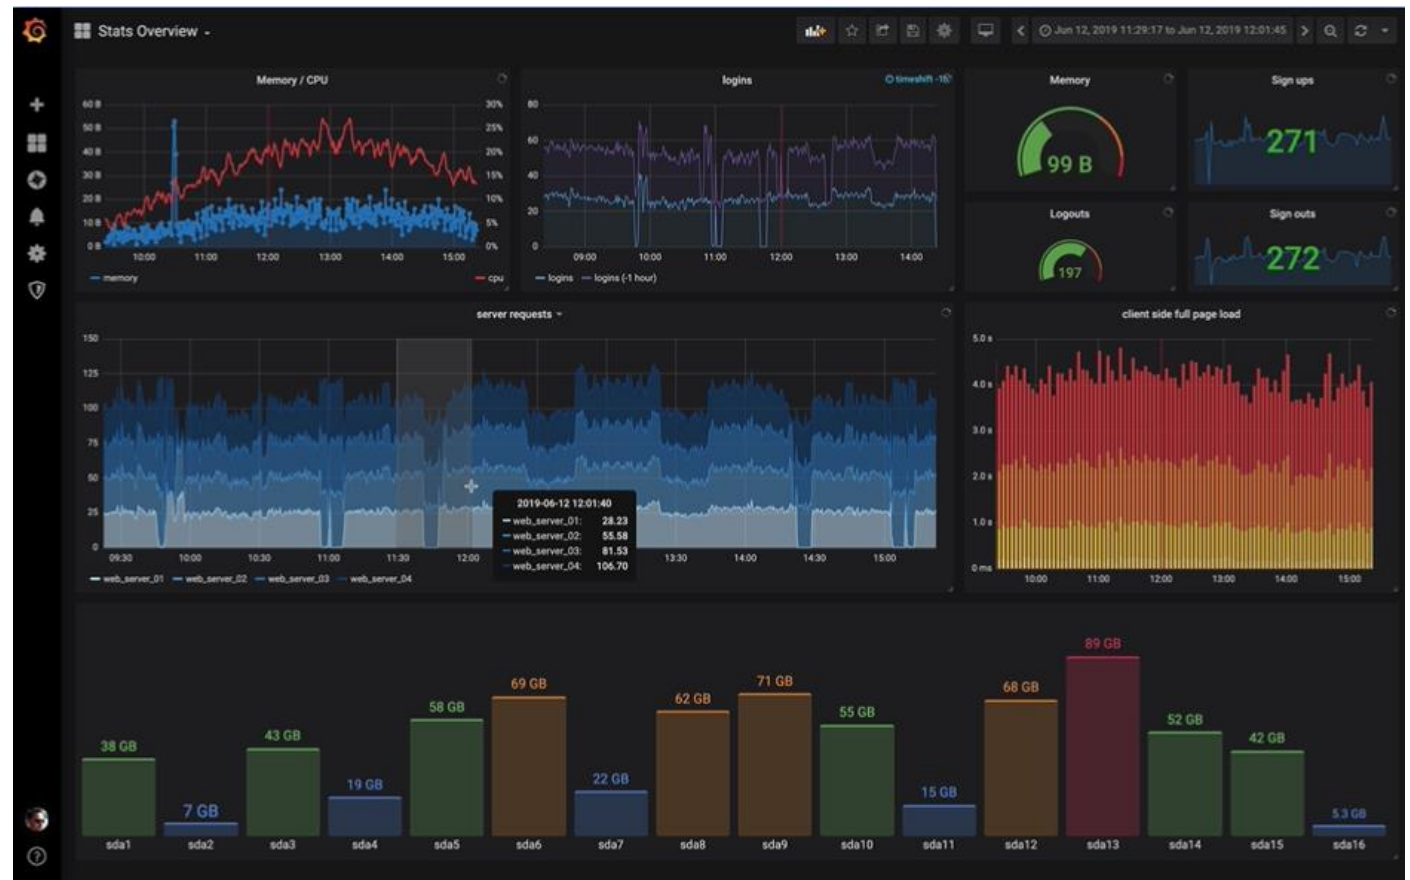 Stats Overview
Jun 12, 2019 11:29:17 to Jun 12, 2019 12:01:45
Memory / CPU
60 B
50 B
40 B
30 B
20 B
10 B
0 B
30%
25%
20%
15%
10%
5%
0%
10:00 11:00 12:00 13:00 14:00 15:00
memory cpu
logins
timeshift -1h
80
60
40
20
0
09:00 10:00 11:00 12:00 13:00 14:00
logins logins (-1 hour)
Memory
99 B
Sign ups
271
Logouts
197
Sign outs
272
server requests
150
125
100
75
50
25
0
09:30 10:00 10:30 11:00 11:30 12:00 13:30 14:00 14:30 15:00
web_server_01 web_server_02 web_server_03 web_server_04
2019-06-12 12:01:40
web_server_01: 28.23
web_server_02: 55.58
web_server_03: 81.53
web_server_04: 106.70
client side full page load
5.0 s
4.0 s
3.0 s
2.0 s
1.0 s
0 ms
10:00 11:00 12:00 13:00 14:00 15:00
38 GB 7 GB 43 GB 19 GB 58 GB 69 GB 22 GB 62 GB 71 GB 55 GB 15 GB 68 GB 89 GB 52 GB 42 GB 5.3 GB
sda1 sda2 sda3 sda4 sda5 sda6 sda7 sda8 sda9 sda10 sda11 sda12 sda13 sda14 sda15 sda16